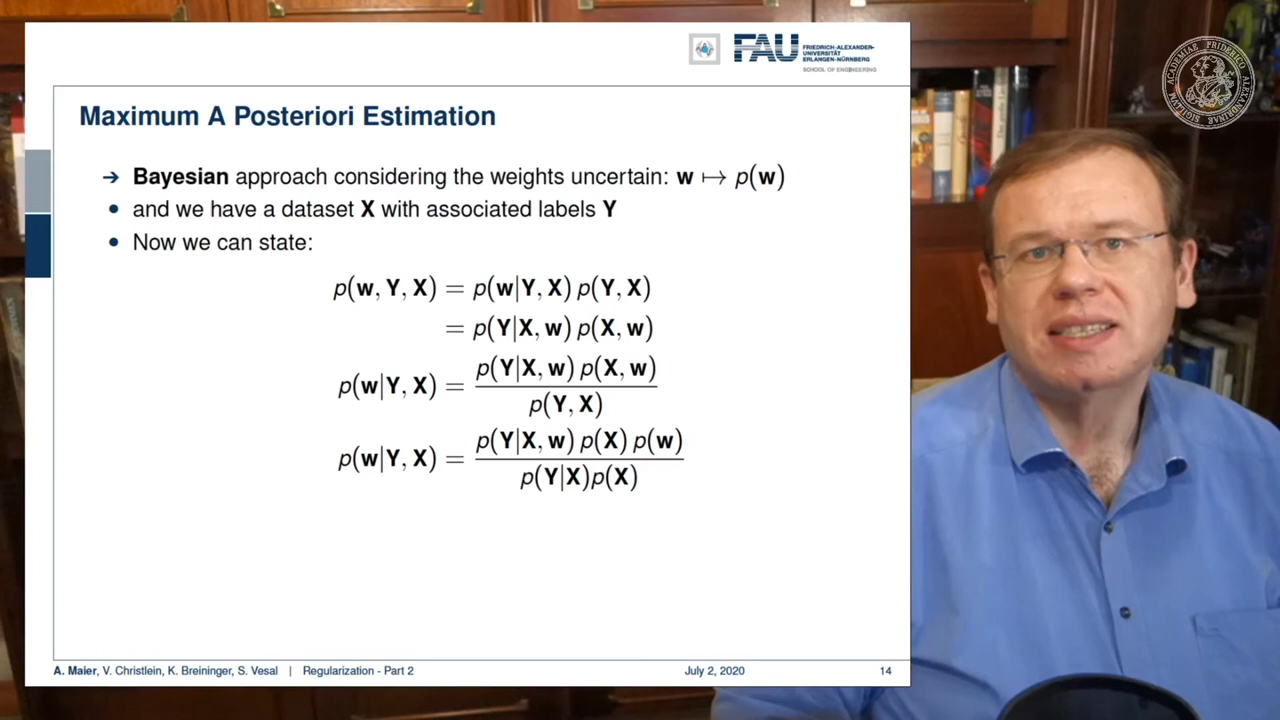 FAU
FRIEDRICH-ALEXANDER-
UNIVERSITÄT
ERLANGEN-NÜRNBERG
SCHOOL OF ENGINEERING
Maximum A Posteriori Estimation
➔ Bayesian approach considering the weights uncertain: w ↦ p(w)
• and we have a dataset X with associated labels Y
• Now we can state:
p(w, Y, X) = p(w|Y, X) p(Y, X)
= p(Y|X, w) p(X, w)
p(w|Y, X) = p(Y|X, w) p(X, w) / p(Y, X)
p(w|Y, X) = p(Y|X, w) p(X) p(w) / p(Y|X)p(X)
A. Maier, V. Christlein, K. Breininger, S. Vesal | Regularization - Part 2 July 2, 2020 14